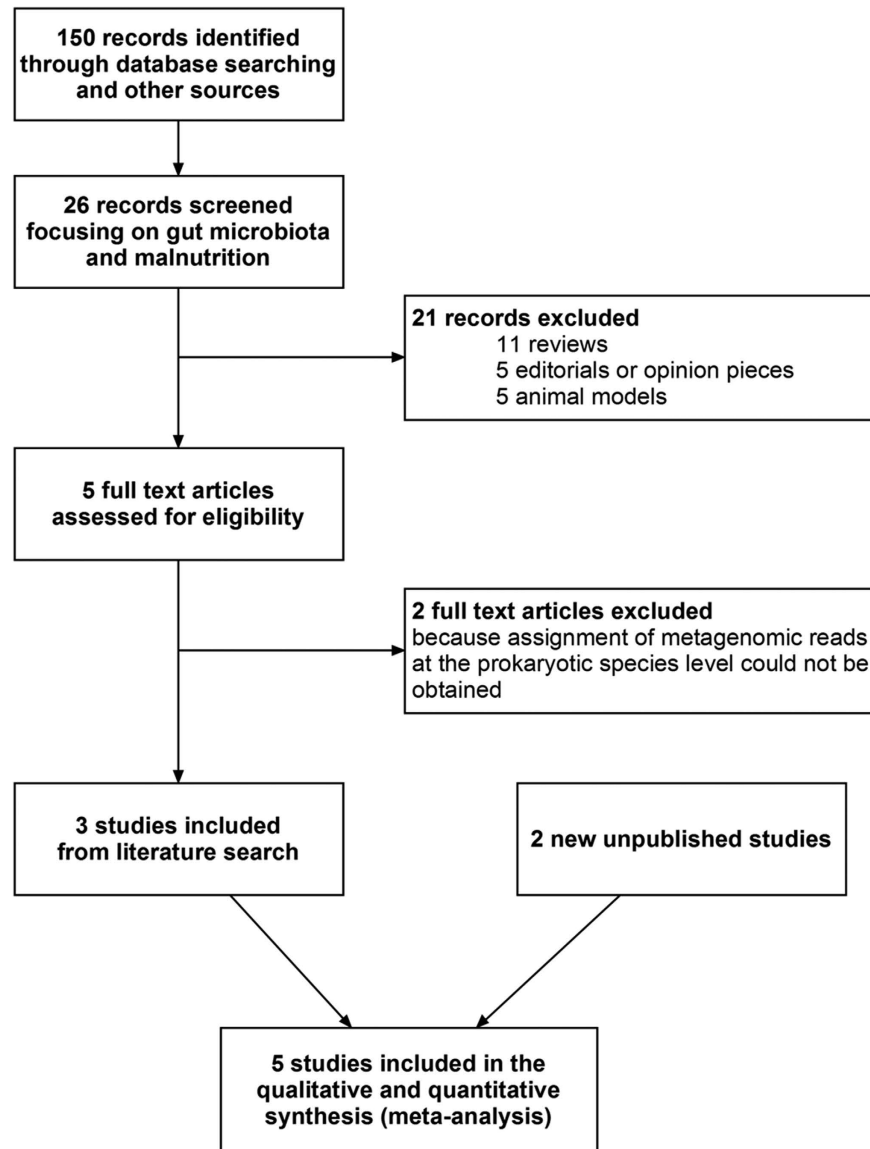 150 records identified
through database searching
and other sources
26 records screened
focusing on gut microbiota
and malnutrition
21 records excluded
11 reviews
5 editorials or opinion pieces
5 animal models
5 full text articles
assessed for eligibility
2 full text articles excluded
because assignment of metagenomic reads
at the prokaryotic species level could not be
obtained
3 studies included
from literature search
2 new unpublished studies
5 studies included in the
qualitative and quantitative
synthesis (meta-analysis)